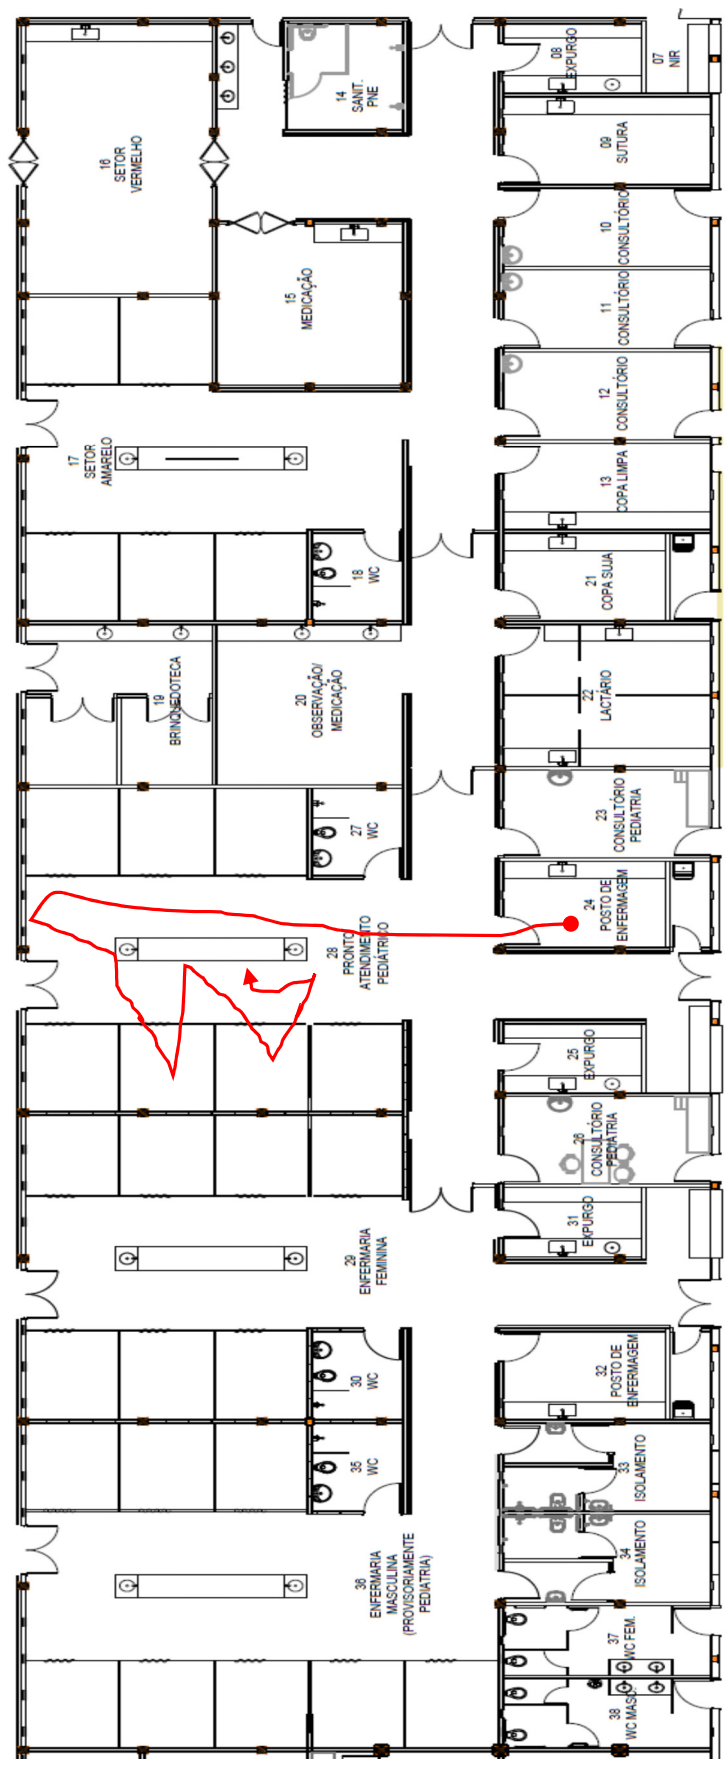 08
EXPURGO
07
NIR
14
SANIT.
PNE
09
SUTURA
16
SETOR
VERMELHO
10
CONSULTÓRIO
15
MEDICAÇÃO
11
CONSULTÓRIO
12
CONSULTÓRIO
17
SETOR
AMARELO
13
COPA LIMPA
18
WC
21
COPA SUJA
19
BRINQUEDOTECA
20
OBSERVAÇÃO/
MEDICAÇÃO
22
LACTÁRIO
27
WC
23
CONSULTÓRIO
PEDIATRIA
24
POSTO DE
ENFERMAGEM
28
PRONTO
ATENDIMENTO
PEDIÁTRICO
25
EXPURGO
26
CONSULTÓRIO
PEDIATRIA
31
EXPURGO
29
ENFERMARIA
FEMININA
30
WC
32
POSTO DE
ENFERMAGEM
35
WC
33
ISOLAMENTO
34
ISOLAMENTO
36
ENFERMARIA
MASCULINA
(PROVISORIAMENTE
PEDIATRIA)
37
WC FEM.
38
WC MASC.